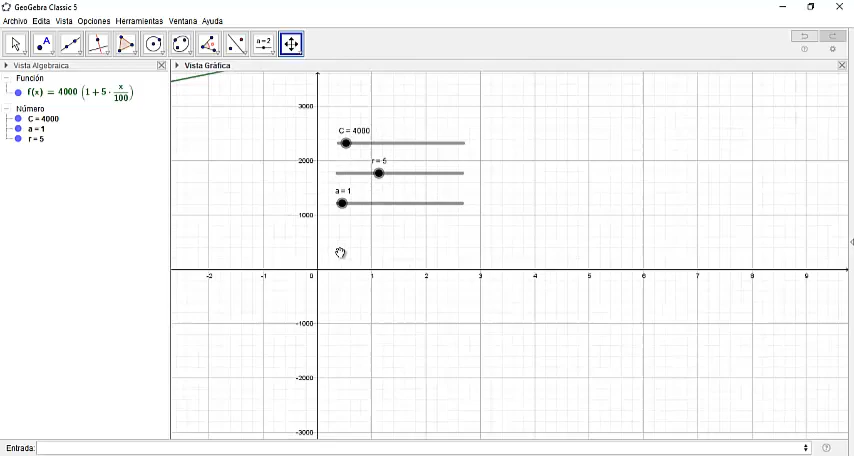 GeoGebra Classic 5
Archivo Edita Vista Opciones Herramientas Ventana Ayuda
A a=2
Vista Algebraica
Vista Gráfica
Función
f(x) = 4000 (1 + 5 · x/100)
Número
C = 4000
a = 1
r = 5
3000
C = 4000
2000
r = 5
a = 1
1000
-2 -1 0 1 2 3 4 5 6 7 8 9
-1000
-2000
-3000
Entrada: